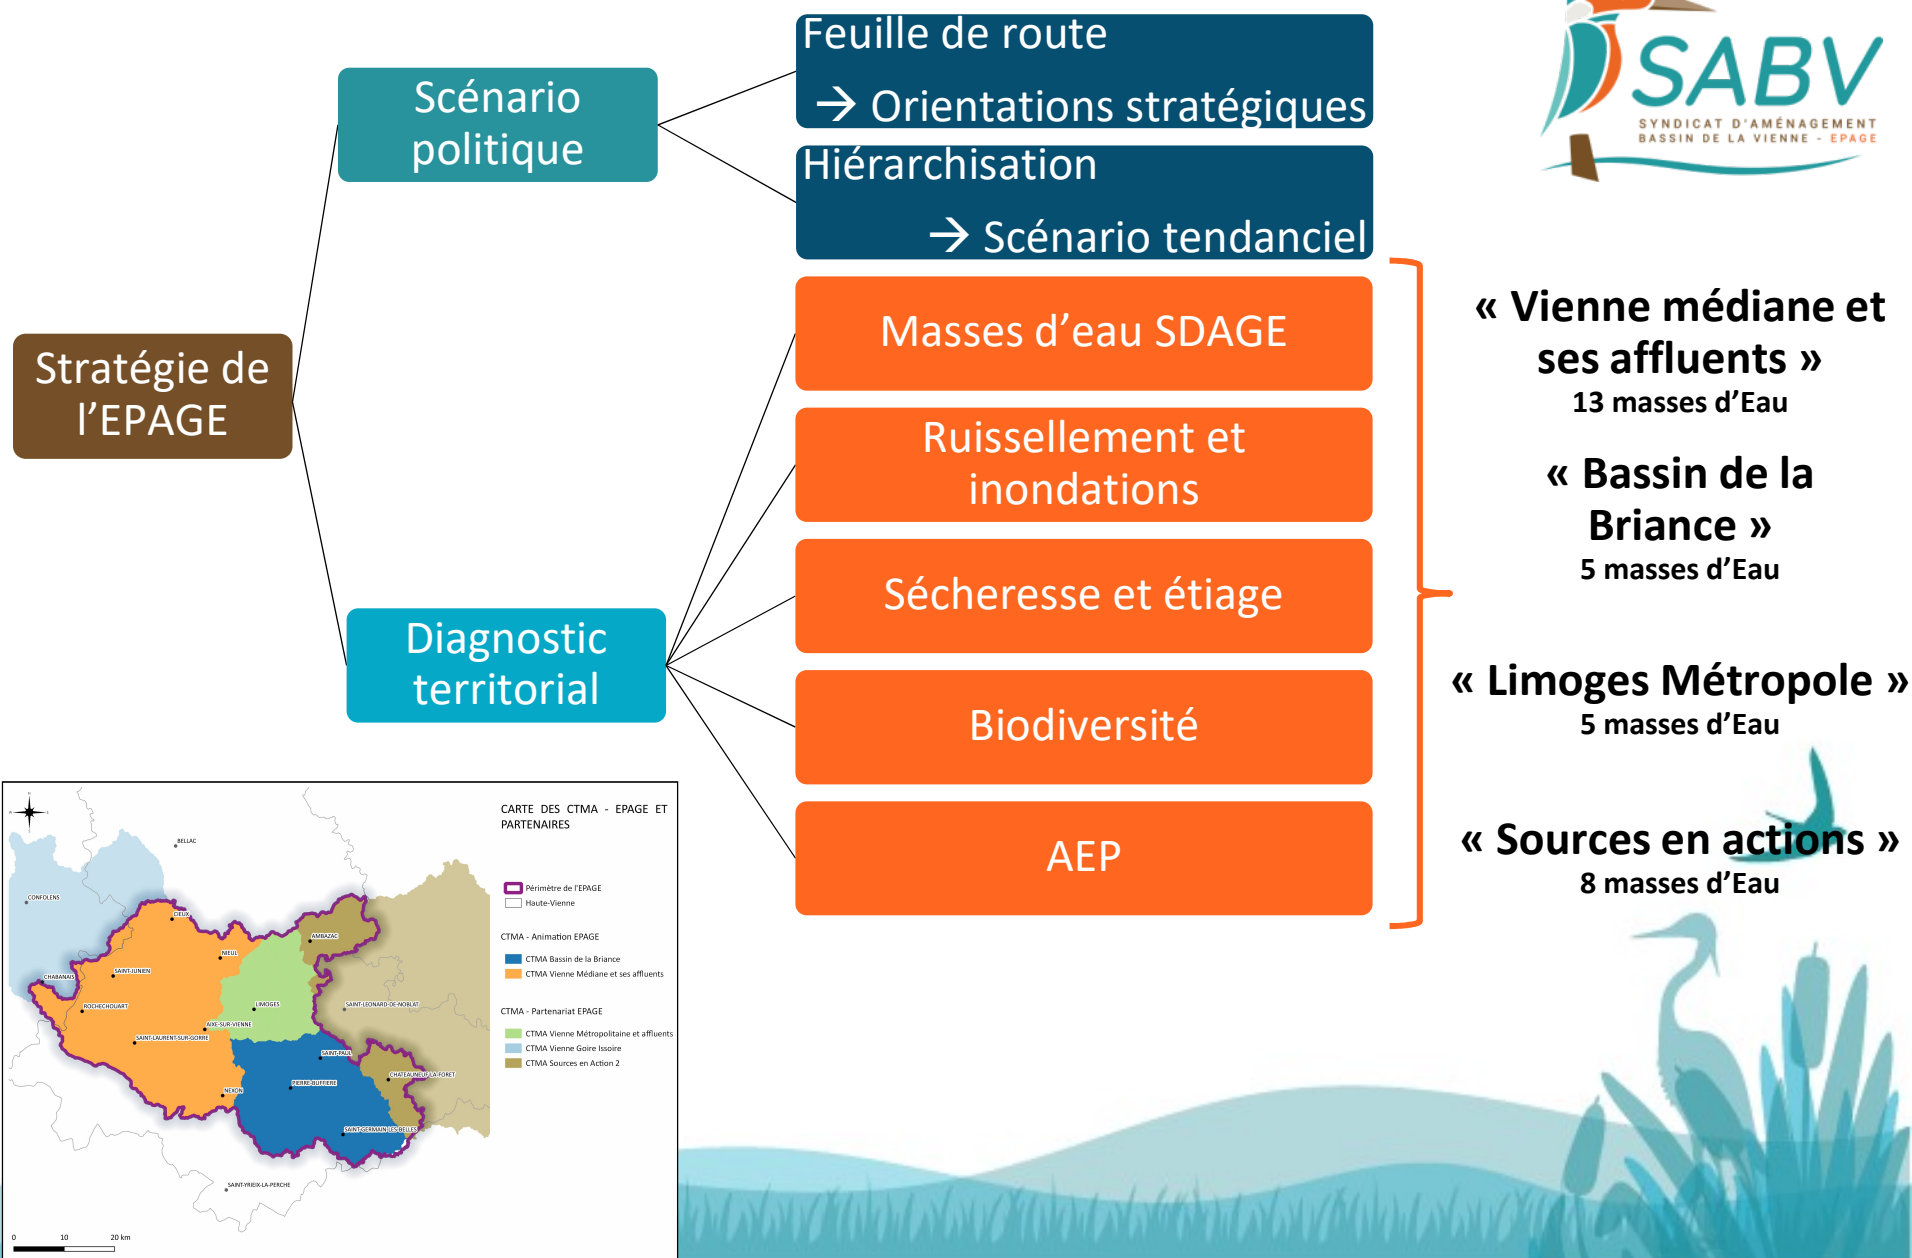 SABV
SYNDICAT D'AMÉNAGEMENT
BASSIN DE LA VIENNE - EPAGE
Stratégie de
l'EPAGE
Scénario
politique
Feuille de route
→ Orientations stratégiques
Hiérarchisation
→ Scénario tendanciel
Diagnostic
territorial
Masses d'eau SDAGE
Ruissellement et
inondations
Sécheresse et étiage
Biodiversité
AEP
« Vienne médiane et
ses affluents »
13 masses d'Eau
« Bassin de la
Briance »
5 masses d'Eau
« Limoges Métropole »
5 masses d'Eau
« Sources en actions »
8 masses d'Eau
CARTE DES CTMA - EPAGE ET
PARTENAIRES
Périmètre de l'EPAGE
Haute-Vienne
CTMA - Animation EPAGE
CTMA Bassin de la Briance
CTMA Vienne Médiane et ses affluents
CTMA - Partenariat EPAGE
CTMA Vienne Métropolitaine et affluents
CTMA Vienne Goire Issoire
CTMA Sources en Action 2
BELLAC
CONFOLENS
CIEUX
AMBAZAC
NIEUL
SAINT-JUNIEN
CHABANAIS
ROCHECHOUART
LIMOGES
SAINT-LEONARD-DE-NOBLAT
AIXE-SUR-VIENNE
SAINT-LAURENT-SUR-GORRE
SAINT-PAUL
CHATEAUNEUF-LA-FORET
PIERRE-BUFFIERE
NEXON
SAINT-GERMAIN-LES-BELLES
SAINT-YRIEIX-LA-PERCHE
0 10 20 km